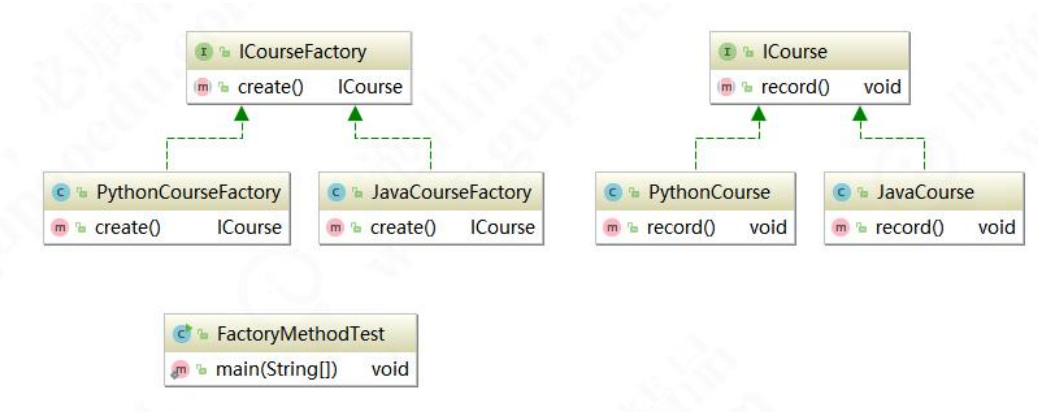 ICourseFactory
create() ICourse
ICourse
record() void
PythonCourseFactory
create() ICourse
JavaCourseFactory
create() ICourse
PythonCourse
record() void
JavaCourse
record() void
FactoryMethodTest
main(String[]) void